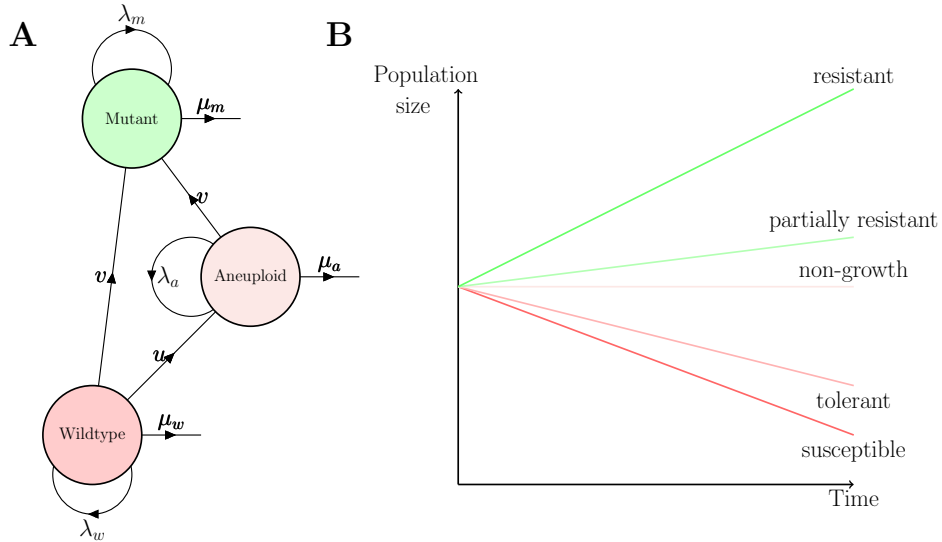 A
λm
Mutant
μm
v
v
λa
Aneuploid
μa
u
Wildtype
μw
λw
B
Population
size
resistant
partially resistant
non-growth
tolerant
susceptible
Time